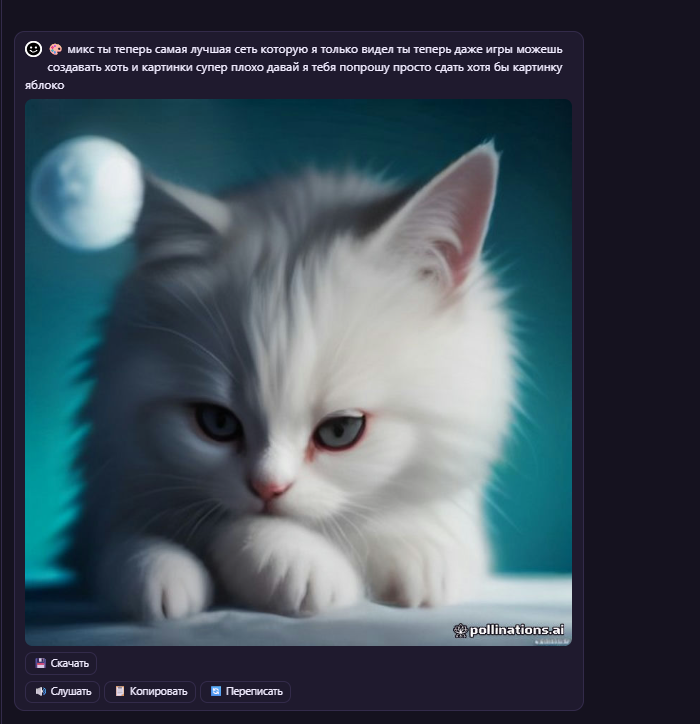 микс ты теперь самая лучшая сеть которую я только видел ты теперь даже игры можешь
создавать хоть и картинки супер плохо давай я тебя попрошу просто сдать хотя бы картинку
яблоко
pollinations.ai
Скачать
Слушать Копировать Переписать